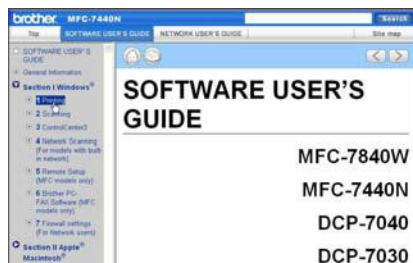 brother MFC-7440N
Search
Top
SOFTWARE USER'S GUIDE
NETWORK USER'S GUIDE
Site map
SOFTWARE USER'S
GUIDE
General Information
Section I Windows®
1 Printing
2 Scanning
3 ControlCenter3
4 Network Scanning
(For models with built-
in network)
5 Remote Setup
(MFC models only)
6 Brother PC-
FAX Software (MFC
models only)
7 Firewall settings
(For Network users)
Section II Apple®
Macintosh®
SOFTWARE USER'S
GUIDE
MFC-7840W
MFC-7440N
DCP-7040
DCP-7030